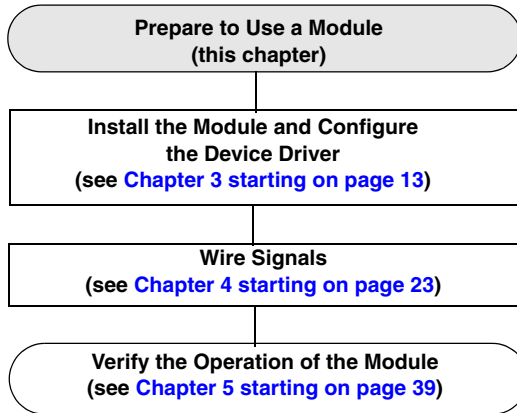 Prepare to Use a Module
(this chapter)
Install the Module and Configure
the Device Driver
(see Chapter 3 starting on page 13)
Wire Signals
(see Chapter 4 starting on page 23)
Verify the Operation of the Module
(see Chapter 5 starting on page 39)